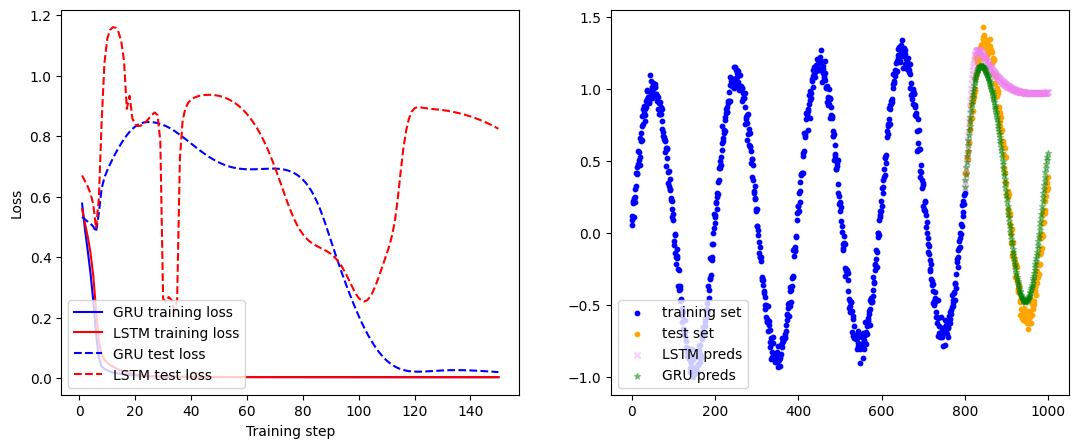 1.2
1.0
0.8
0.6
0.4
0.2
0.0
Loss
0
20
40
60
80
100
120
140
Training step
GRU training loss
LSTM training loss
GRU test loss
LSTM test loss
1.5
1.0
0.5
0.0
−0.5
−1.0
0
200
400
600
800
1000
training set
test set
LSTM preds
GRU preds